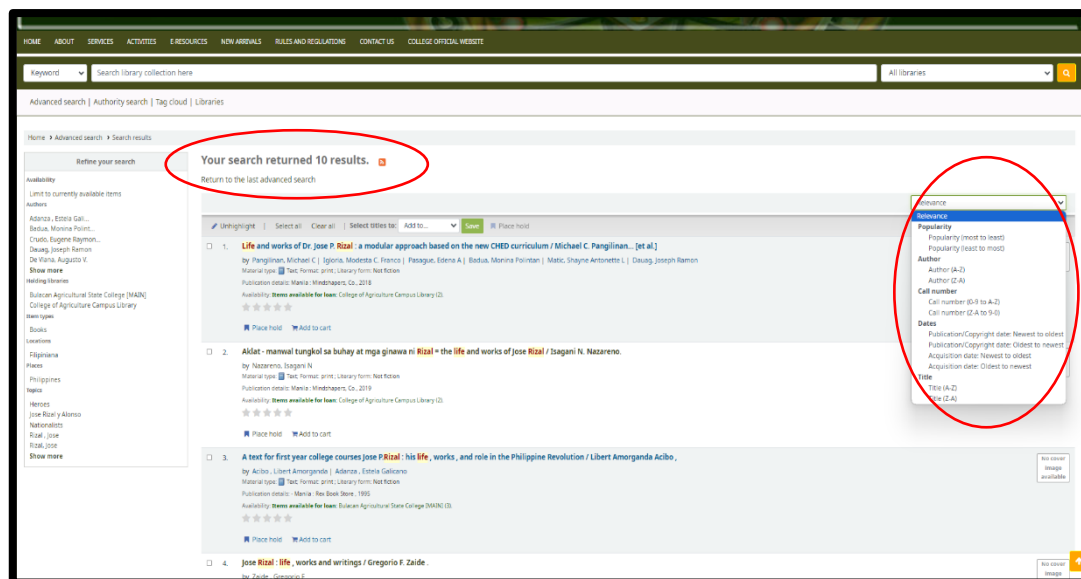 HOME ABOUT SERVICES ACTIVITIES E-RESOURCES NEW ARRIVALS RULES AND REGULATIONS CONTACT US COLLEGE OFFICIAL WEBSITE
Keyword Search library collection here All libraries
Advanced search | Authority search | Tag cloud | Libraries
Home > Advanced search > Search results
Refine your search
Availability
Limit to currently available items
Authors
Adanza , Estela Gali...
Badua, Monina Polint...
Crudo, Eugene Raymon...
Dauag, Joseph Ramon
De Viana, Augusto V.
Show more
Holding libraries
Bulacan Agricultural State College [MAIN]
College of Agriculture Campus Library
Item types
Books
Locations
Filipiniana
Places
Philippines
Topics
Heroes
Jose Rizal y Alonso
Nationalists
Rizal , Jose
Rizal, Jose
Show more
Your search returned 10 results.
Return to the last advanced search
Unhighlight | Select all Clear all | Select titles to: Add to... Save Place hold
1. Life and works of Dr. Jose P. Rizal : a modular approach based on the new CHED curriculum / Michael C. Pangilinan... [et al.]
by Pangilinan, Michael C | Igloria, Modesta C. Franco | Pasague, Edena A | Badua, Monina Polintan | Matic, Shayne Antonette L | Dauag, Joseph Ramon
Material type: Text; Format: print ; Literary form: Not fiction
Publication details: Manila : Mindshapers, Co., 2018
Availability: Items available for loan: College of Agriculture Campus Library (2).
Place hold Add to cart
2. Aklat - manwal tungkol sa buhay at mga ginawa ni Rizal = the life and works of Jose Rizal / Isagani N. Nazareno.
by Nazareno, Isagani N
Material type: Text; Format: print ; Literary form: Not fiction
Publication details: Manila : Mindshapers, Co., 2019
Availability: Items available for loan: College of Agriculture Campus Library (2).
Place hold Add to cart
3. A text for first year college courses Jose P.Rizal : his life , works , and role in the Philippine Revolution / Libert Amorganda Acibo ,
by Acibo , Libert Amorganda | Adanza , Estela Galicano
Material type: Text; Format: print ; Literary form: Not fiction
Publication details: - Manila : Rex Book Store , 1995
Availability: Items available for loan: Bulacan Agricultural State College [MAIN] (3).
Place hold Add to cart
4. Jose Rizal : life , works and writings / Gregorio F. Zaide .
by Zaide , Gregorio F
Relevance
Relevance
Popularity
Popularity (most to least)
Popularity (least to most)
Author
Author (A-Z)
Author (Z-A)
Call number
Call number (0-9 to A-Z)
Call number (Z-A to 9-0)
Dates
Publication/Copyright date: Newest to oldest
Publication/Copyright date: Oldest to newest
Acquisition date: Newest to oldest
Acquisition date: Oldest to newest
Title
Title (A-Z)
Title (Z-A)
No cover
image
available
No cover
image